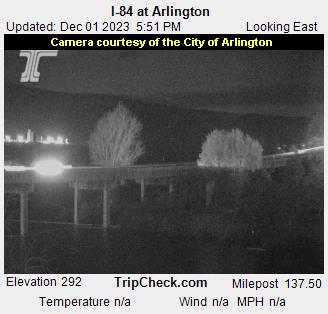 I-84 at Arlington
Updated: Dec 01 2023 5:51 PM Looking East
Camera courtesy of the City of Arlington
Elevation 292 TripCheck.com Milepost 137.50
Temperature n/a Wind n/a MPH n/a